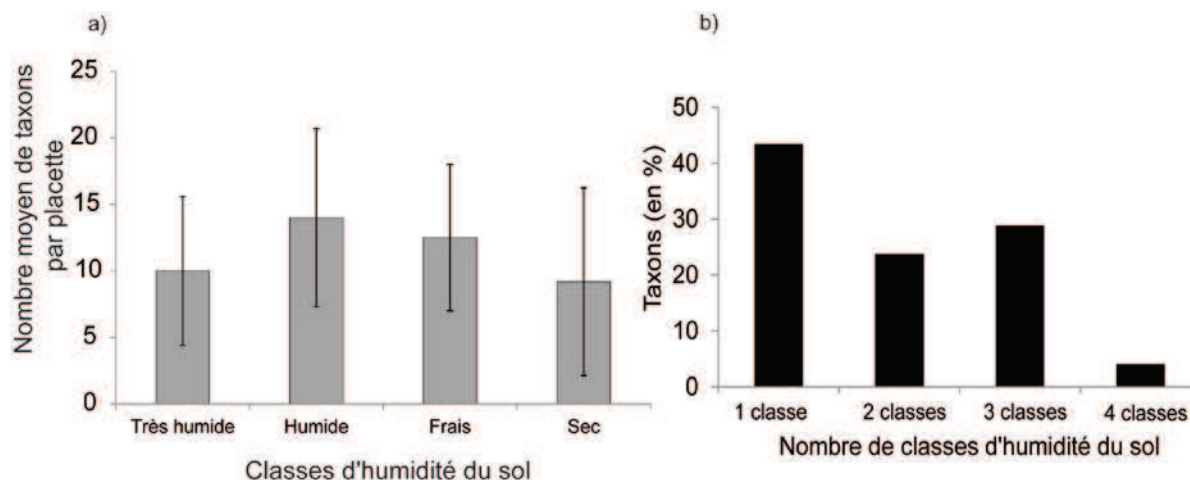 a)
Nombre moyen de taxons
par placette
25
20
15
10
5
0
Très humide
Humide
Frais
Sec
Classes d'humidité du sol
b)
Taxons (en %)
50
40
30
20
10
0
1 classe
2 classes
3 classes
4 classes
Nombre de classes d'humidité du sol